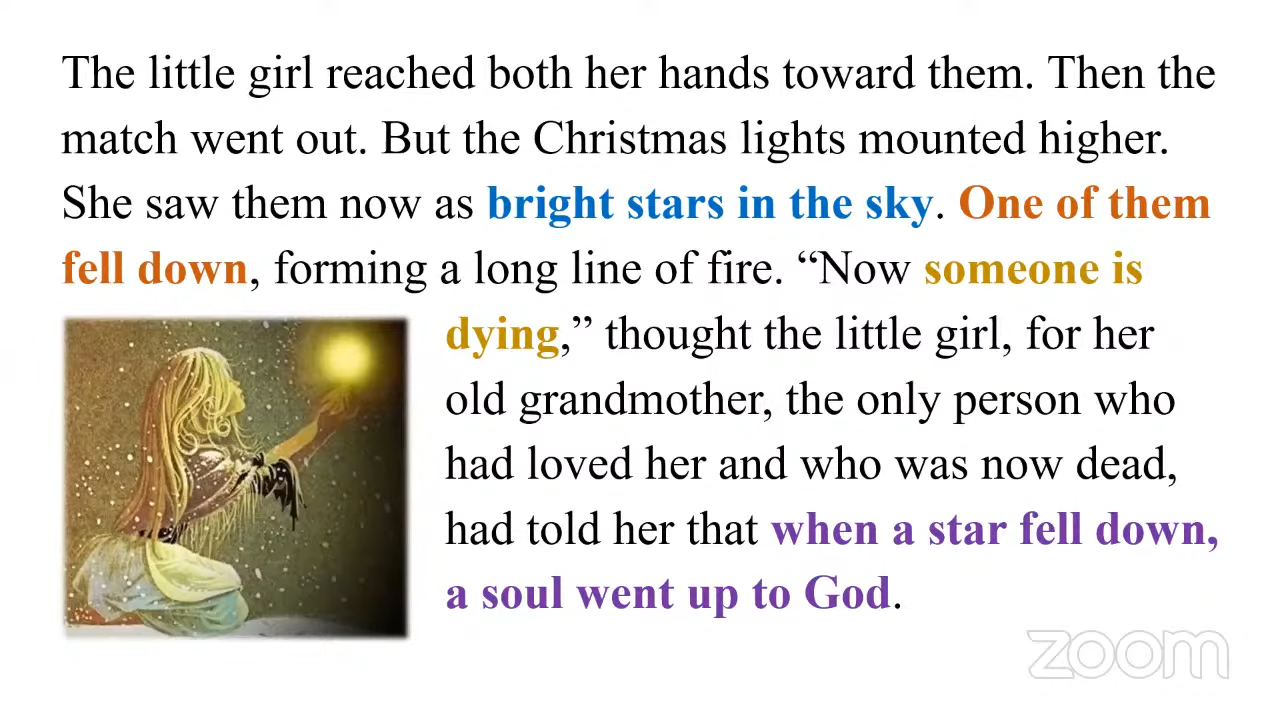 The little girl reached both her hands toward them. Then the
match went out. But the Christmas lights mounted higher.
She saw them now as bright stars in the sky. One of them
fell down, forming a long line of fire. “Now someone is
dying,” thought the little girl, for her
old grandmother, the only person who
had loved her and who was now dead,
had told her that when a star fell down,
a soul went up to God.
zoom